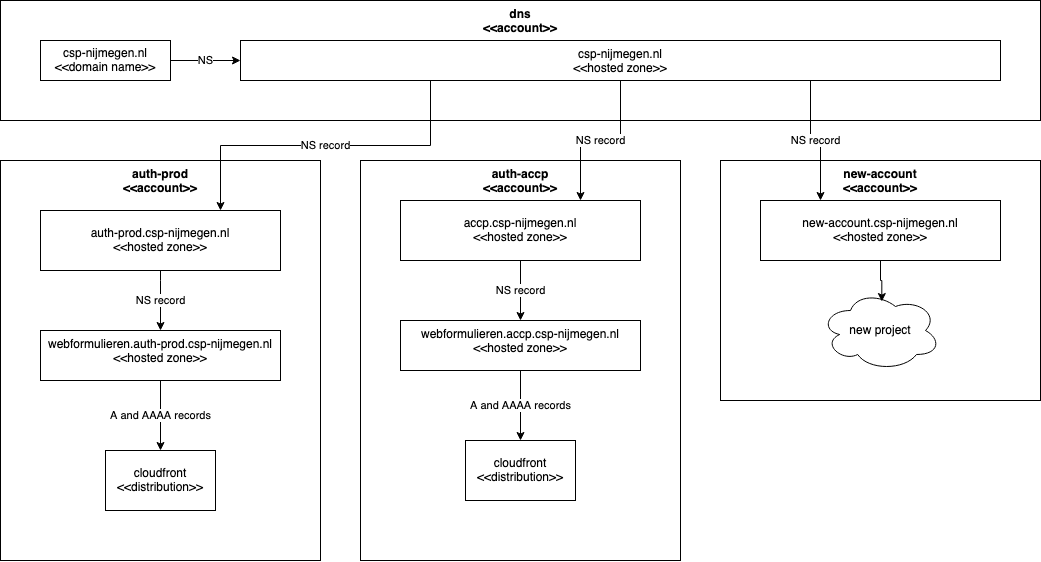 dns
<<account>>
csp-nijmegen.nl
<<domain name>>
NS
csp-nijmegen.nl
<<hosted zone>>
NS record
NS record
NS record
auth-prod
<<account>>
auth-prod.csp-nijmegen.nl
<<hosted zone>>
NS record
webformulieren.auth-prod.csp-nijmegen.nl
<<hosted zone>>
A and AAAA records
cloudfront
<<distribution>>
auth-accp
<<account>>
accp.csp-nijmegen.nl
<<hosted zone>>
NS record
webformulieren.accp.csp-nijmegen.nl
<<hosted zone>>
A and AAAA records
cloudfront
<<distribution>>
new-account
<<account>>
new-account.csp-nijmegen.nl
<<hosted zone>>
new project